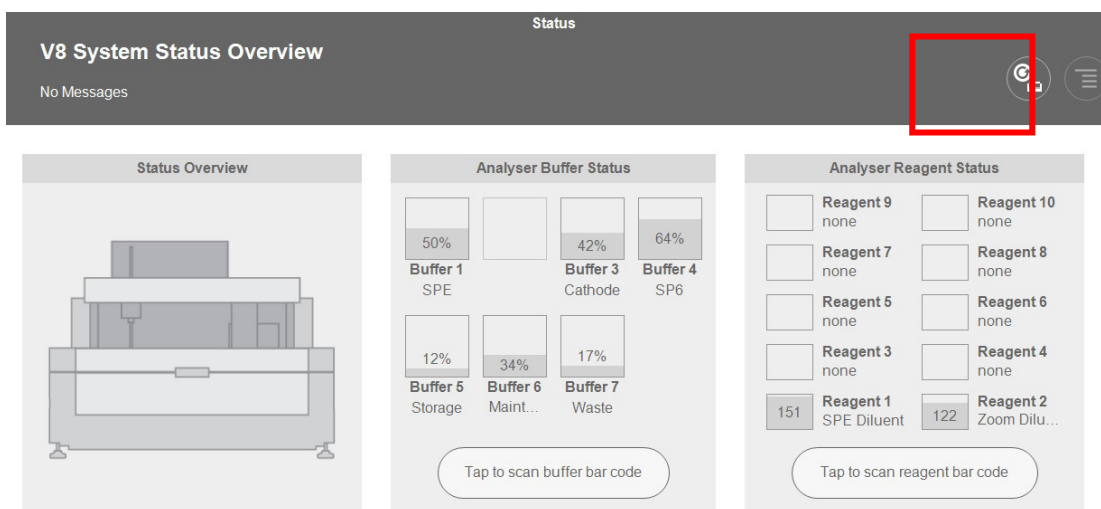 Status
V8 System Status Overview
No Messages
Status Overview
Analyser Buffer Status
50%
42%
64%
Buffer 1
Buffer 3
Buffer 4
SPE
Cathode
SP6
12%
34%
17%
Buffer 5
Buffer 6
Buffer 7
Storage
Maint...
Waste
Tap to scan buffer bar code
Analyser Reagent Status
Reagent 9
none
Reagent 10
none
Reagent 7
none
Reagent 8
none
Reagent 5
none
Reagent 6
none
Reagent 3
none
Reagent 4
none
151
Reagent 1
SPE Diluent
122
Reagent 2
Zoom Dilu...
Tap to scan reagent bar code